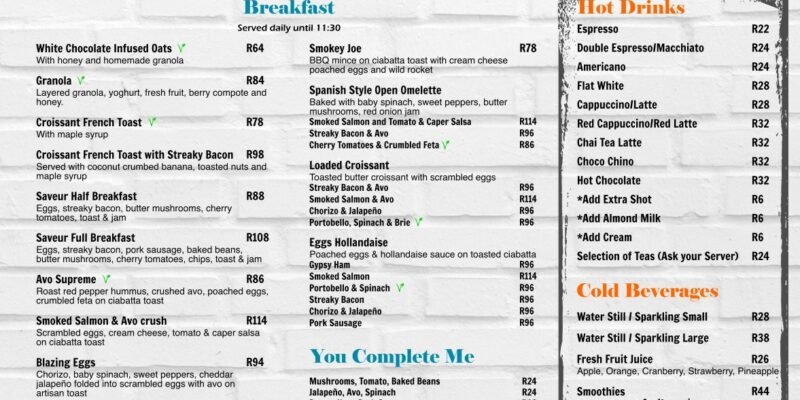 Breakfast
Served daily until 11:30
White Chocolate Infused Oats R64
With honey and homemade granola
Granola R84
Layered granola, yoghurt, fresh fruit, berry compote and
honey.
Croissant French Toast R78
With maple syrup
Croissant French Toast with Streaky Bacon R98
Served with coconut crumbed banana, toasted nuts and
maple syrup
Saveur Half Breakfast R88
Eggs, streaky bacon, butter mushrooms, cherry
tomatoes, toast & jam
Saveur Full Breakfast R108
Eggs, streaky bacon, pork sausage, baked beans,
butter mushrooms, cherry tomatoes, chips, toast & jam
Avo Supreme R86
Roast red pepper hummus, crushed avo, poached eggs,
crumbled feta on ciabatta toast
Smoked Salmon & Avo crush R114
Scrambled eggs, cream cheese, tomato & caper salsa
on ciabatta toast
Blazing Eggs R94
Chorizo, baby spinach, sweet peppers, cheddar
jalapeño folded into scrambled eggs with avo on
artisan toast
Smokey Joe R78
BBQ mince on ciabatta toast with cream cheese
poached eggs and wild rocket
Spanish Style Open Omelette
Baked with baby spinach, sweet peppers, butter
mushrooms, red onion jam
Smoked Salmon and Tomato & Caper Salsa R114
Streaky Bacon & Avo R96
Cherry Tomatoes & Crumbled Feta R86
Loaded Croissant
Toasted butter croissant with scrambled eggs
Streaky Bacon & Avo R96
Smoked Salmon & Avo R114
Chorizo & Jalapeño R96
Portobello, Spinach & Brie R96
Eggs Hollandaise
Poached eggs & hollandaise sauce on toasted ciabatta
Gypsy Ham R96
Smoked Salmon R114
Portobello & Spinach R96
Streaky Bacon R96
Chorizo & Jalapeño R96
Pork Sausage R96
You Complete Me
Mushrooms, Tomato, Baked Beans R24
Jalapeño, Avo, Spinach R24
Hot Drinks
Espresso R22
Double Espresso/Macchiato R24
Americano R24
Flat White R28
Cappuccino/Latte R28
Red Cappuccino/Red Latte R32
Chai Tea Latte R32
Choco Chino R32
Hot Chocolate R32
*Add Extra Shot R6
*Add Almond Milk R6
*Add Cream R6
Selection of Teas (Ask your Server) R24
Cold Beverages
Water Still / Sparkling Small R28
Water Still / Sparkling Large R38
Fresh Fruit Juice R26
Apple, Orange, Cranberry, Strawberry, Pineapple
Smoothies R44